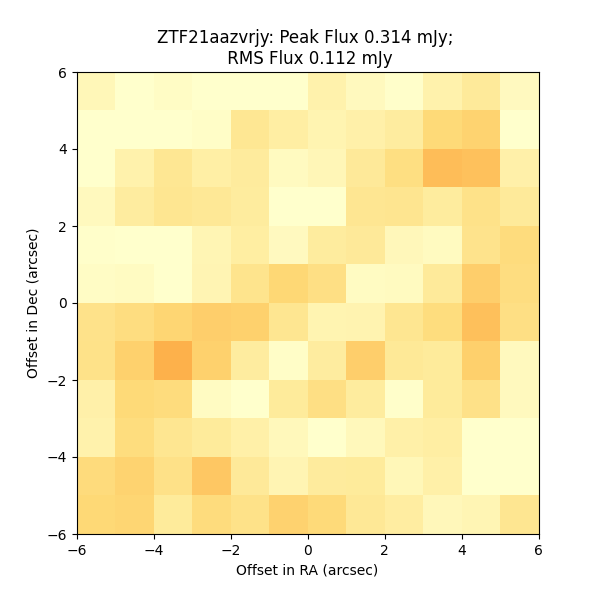 ZTF21aazvrjy: Peak Flux 0.314 mJy;
RMS Flux 0.112 mJy
6
4
2
0
−2
−4
−6
Offset in Dec (arcsec)
−6 −4 −2 0 2 4 6
Offset in RA (arcsec)